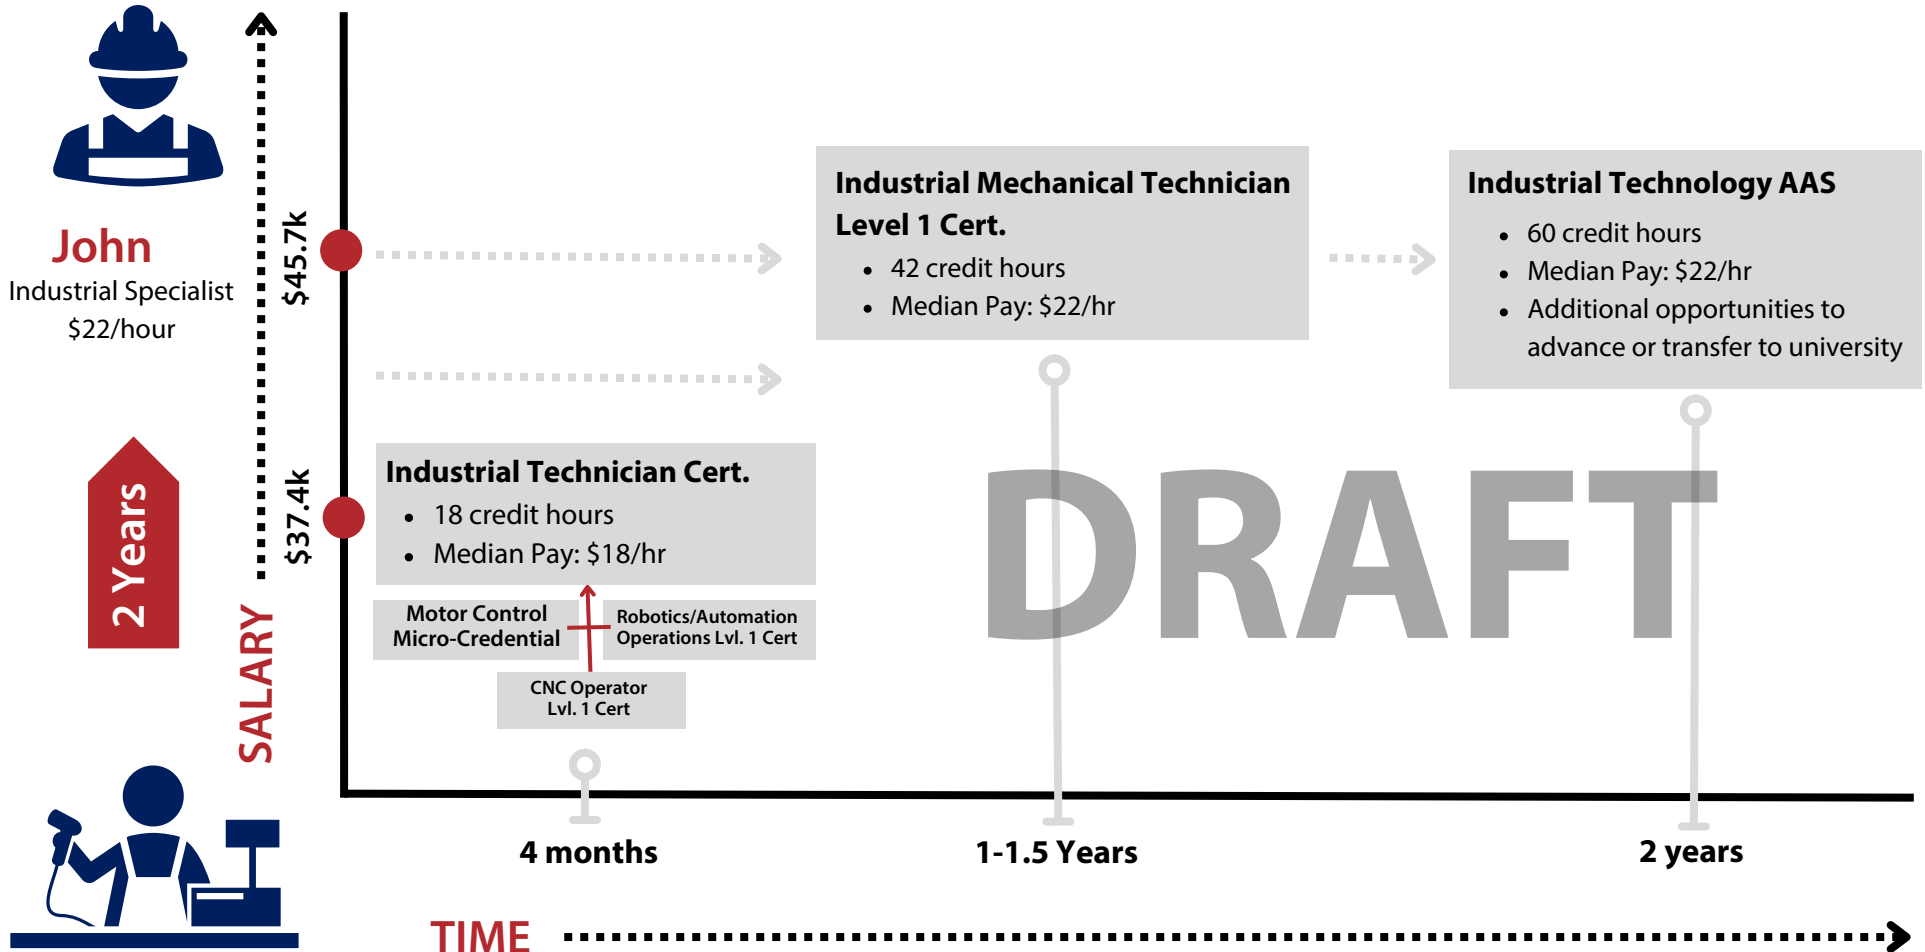 John
Industrial Specialist
$22/hour
2 Years
SALARY
$45.7k
$37.4k
Industrial Mechanical Technician
Level 1 Cert.
• 42 credit hours
• Median Pay: $22/hr
Industrial Technology AAS
• 60 credit hours
• Median Pay: $22/hr
• Additional opportunities to
advance or transfer to university
Industrial Technician Cert.
• 18 credit hours
• Median Pay: $18/hr
Motor Control
Micro-Credential
Robotics/Automation
Operations Lvl. 1 Cert
CNC Operator
Lvl. 1 Cert
DRAFT
4 months
1-1.5 Years
2 years
TIME